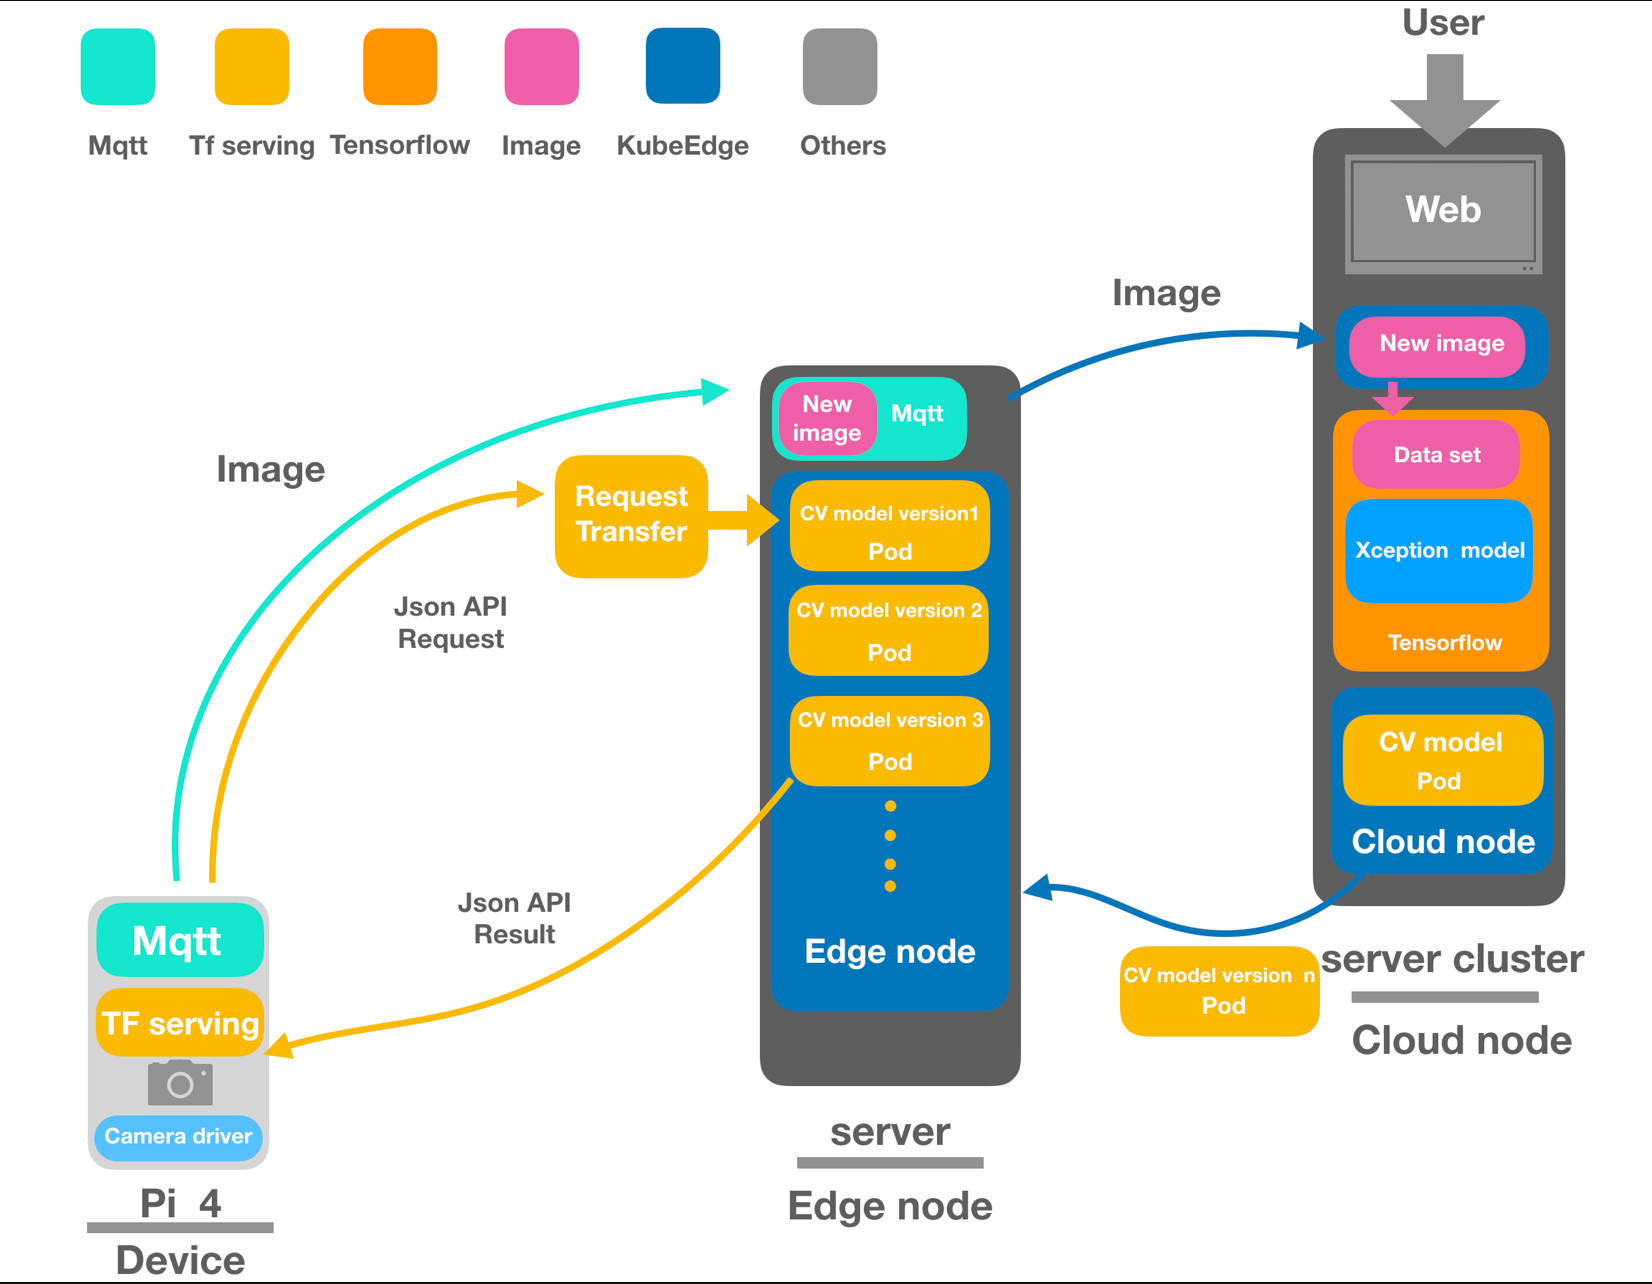 User
Mqtt
Tf serving
Tensorflow
Image
KubeEdge
Others
Web
Image
New image
New
image
Mqtt
Data set
Image
Request
Transfer
CV model version1
Pod
Xception  model
Json API
Request
CV model version 2
Pod
Tensorflow
CV model version 3
Pod
CV model
Pod
Cloud node
Json API
Result
Mqtt
Edge node
CV model version  n
Pod
server cluster
Cloud node
TF serving
Camera driver
server
Edge node
Pi  4
Device